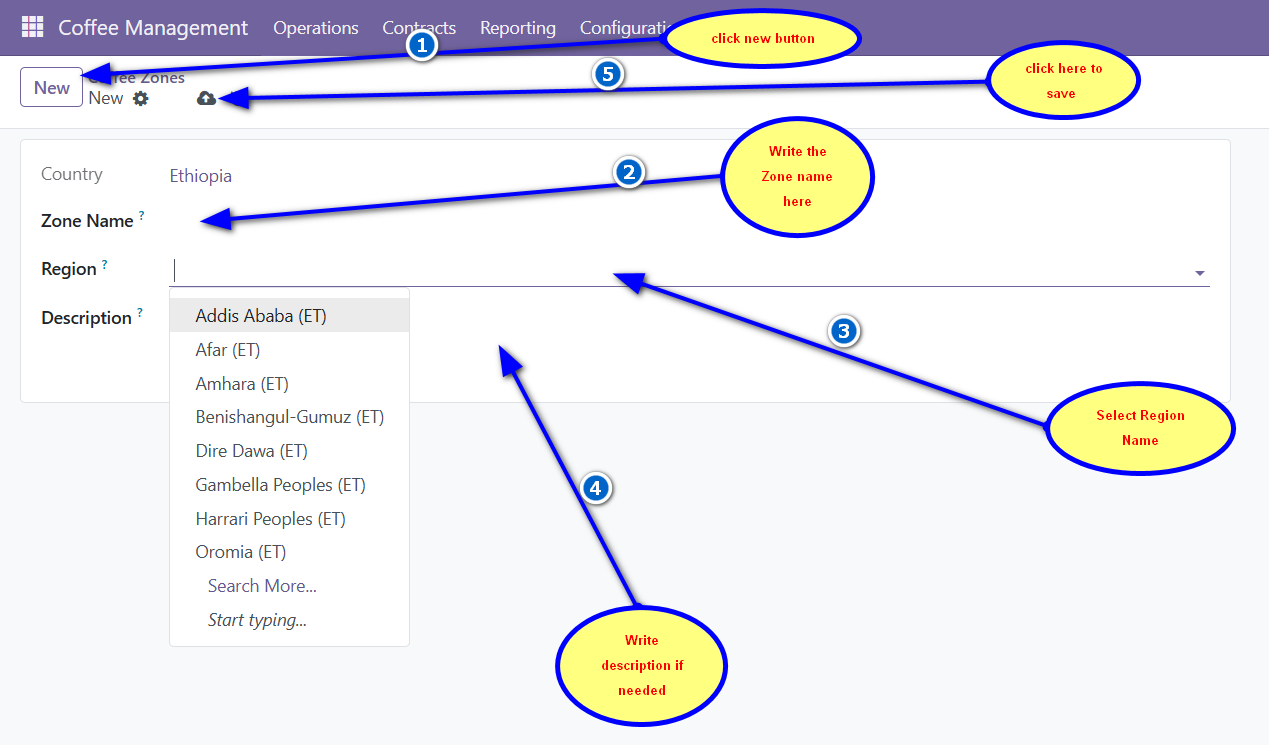 Coffee Management Operations Contracts Reporting Configurati
click new button
1
5
click here to
save
New
Coffee Zones
New
Country Ethiopia
2
Write the
Zone name
here
Zone Name ?
Region ?
Description ?
3
Addis Ababa (ET)
Afar (ET)
Amhara (ET)
Benishangul-Gumuz (ET)
Dire Dawa (ET)
Gambella Peoples (ET)
Harrari Peoples (ET)
Oromia (ET)
Search More...
Start typing...
Select Region
Name
4
Write
description if
needed